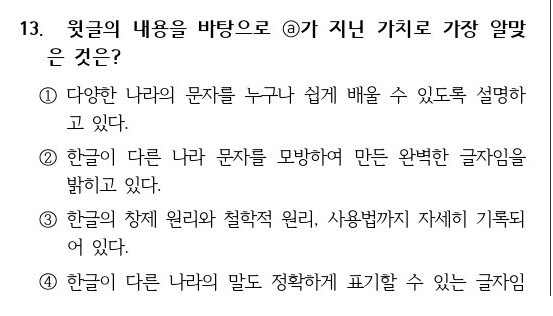 13. 윗글의 내용을 바탕으로 ⓐ가 지닌 가치로 가장 알맞
은 것은?
① 다양한 나라의 문자를 누구나 쉽게 배울 수 있도록 설명하
고 있다.
② 한글이 다른 나라 문자를 모방하여 만든 완벽한 글자임을
밝히고 있다.
③ 한글의 창제 원리와 철학적 원리, 사용법까지 자세히 기록되
어 있다.
④ 한글이 다른 나라의 말도 정확하게 표기할 수 있는 글자임